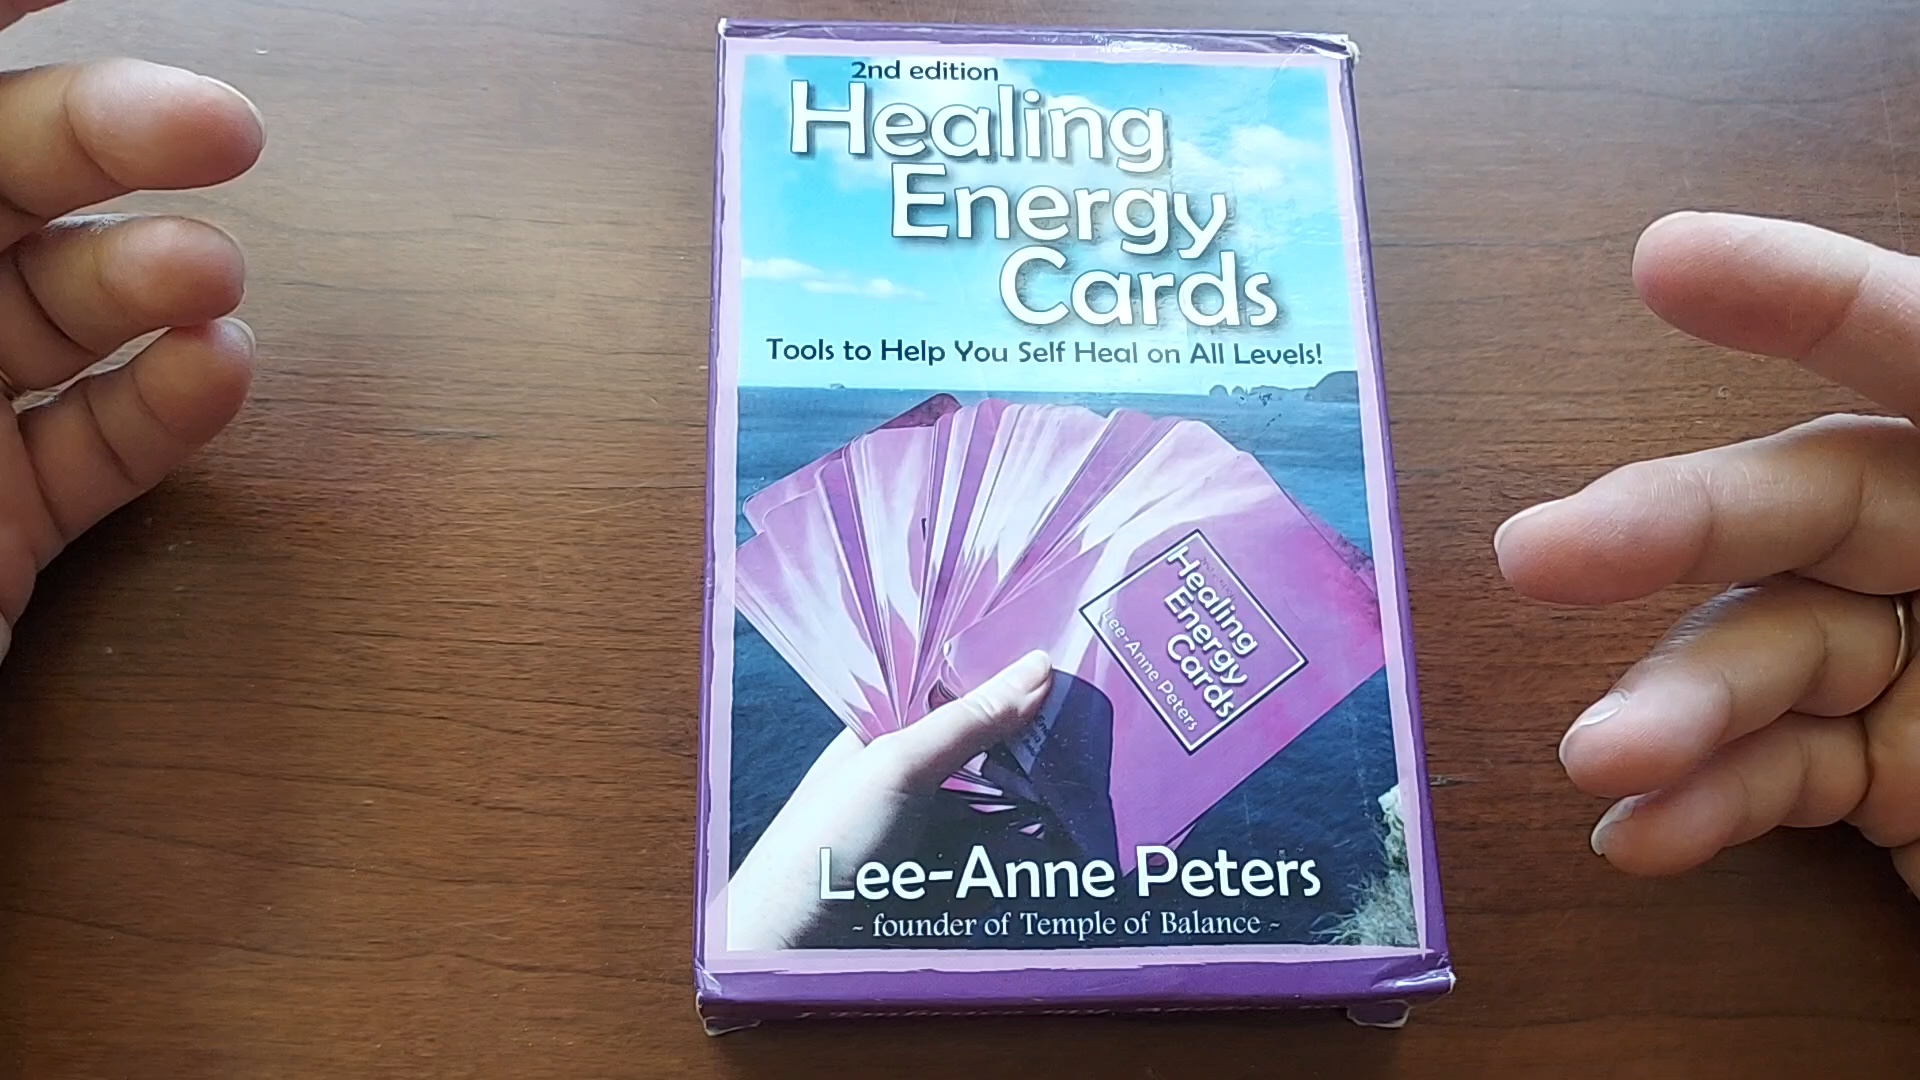 2nd edition
Healing
Energy
Cards
Tools to Help You Self Heal on All Levels!
Healing
Energy
Cards
Lee-Anne Peters
Lee-Anne Peters
~ founder of Temple of Balance ~